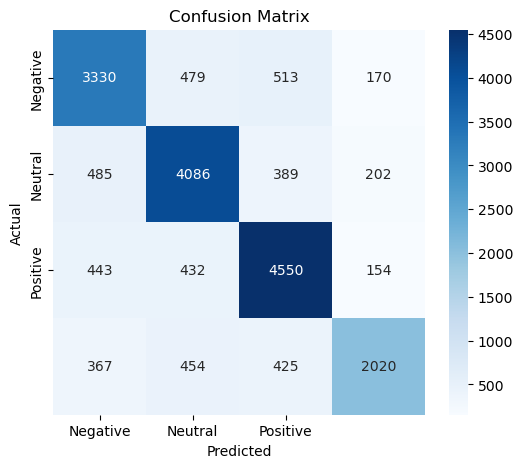 Confusion Matrix
Actual
Negative 3330 479 513 170
Neutral 485 4086 389 202
Positive 443 432 4550 154
367 454 425 2020
Negative Neutral Positive
Predicted
4500
4000
3500
3000
2500
2000
1500
1000
500